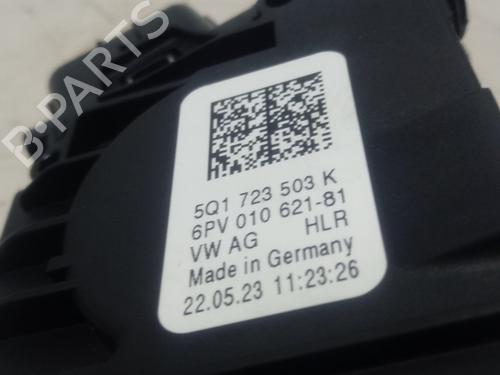 B-PARTS
5Q1 723 503 K
6PV 010 621-81
VW AG HLR
Made in Germany
22.05.23 11:23:26